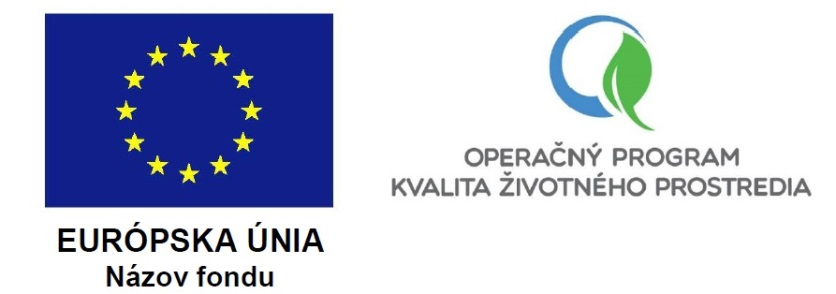 EURÓPSKA ÚNIA
Názov fondu
OPERAČNÝ PROGRAM
KVALITA ŽIVOTNÉHO PROSTREDIA